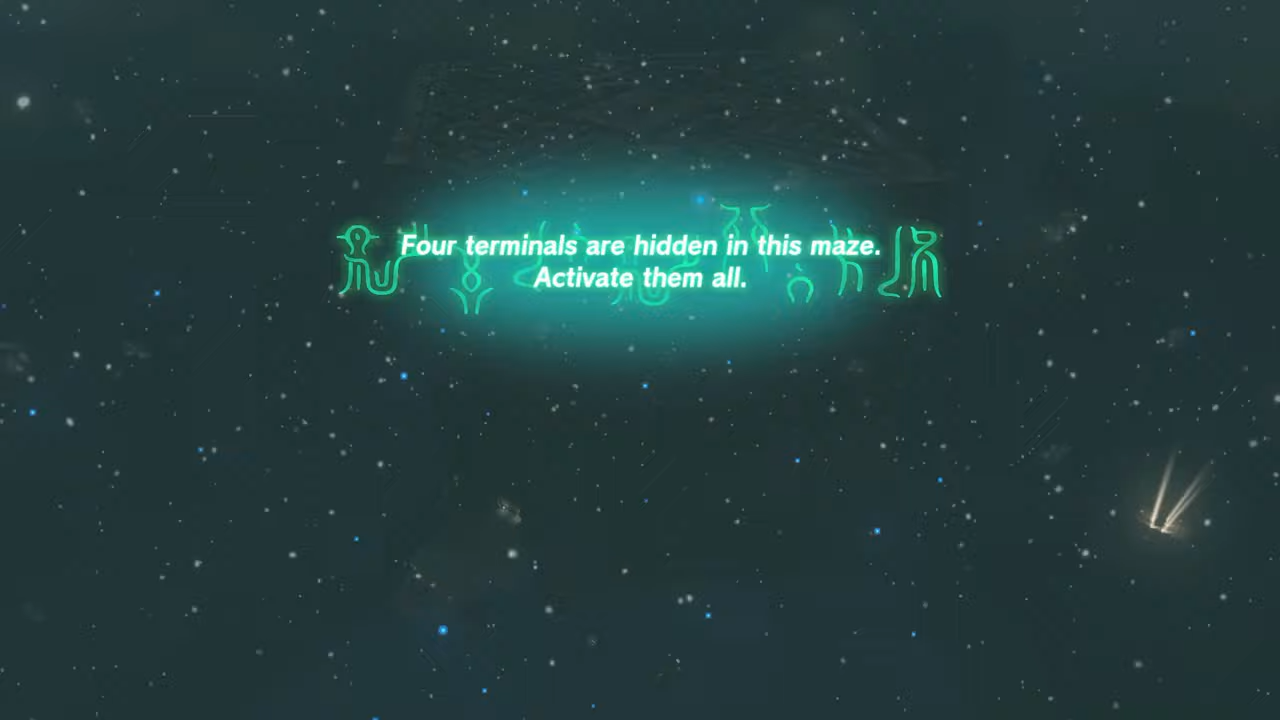 Four terminals are hidden in this maze.
Activate them all.